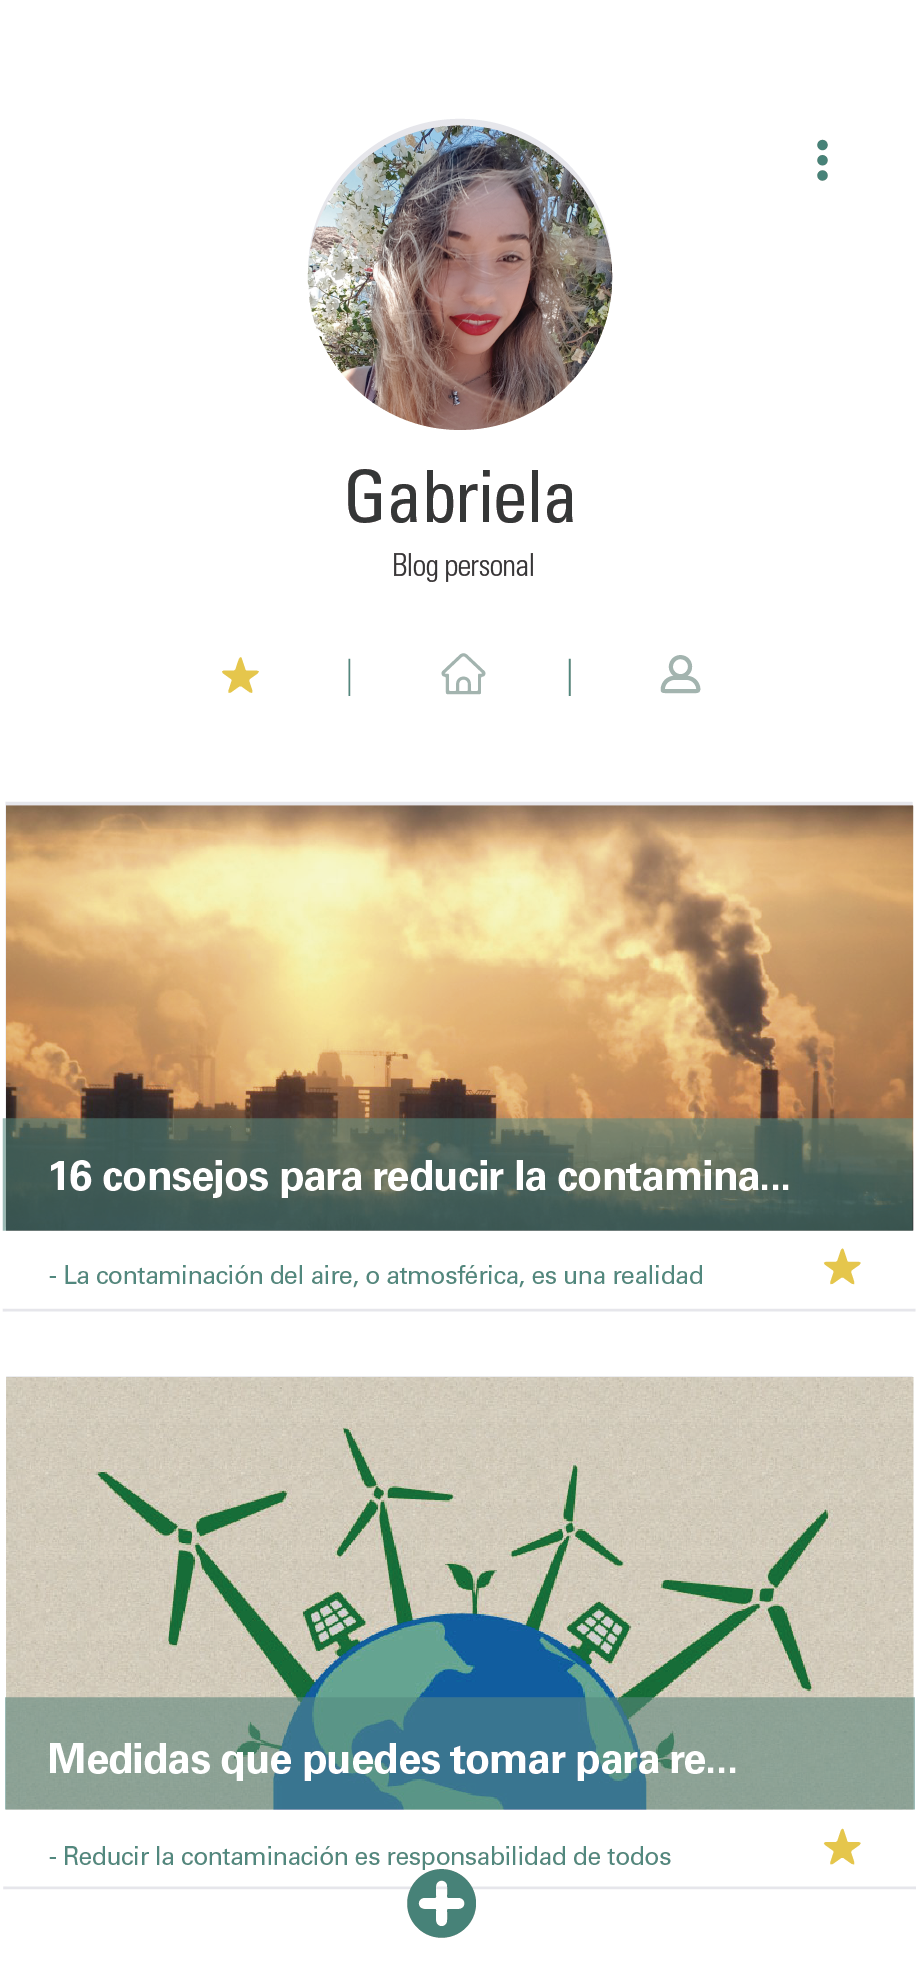 Gabriela
Blog personal
16 consejos para reducir la contamina...
- La contaminación del aire, o atmosférica, es una realidad
Medidas que puedes tomar para re...
- Reducir la contaminación es responsabilidad de todos